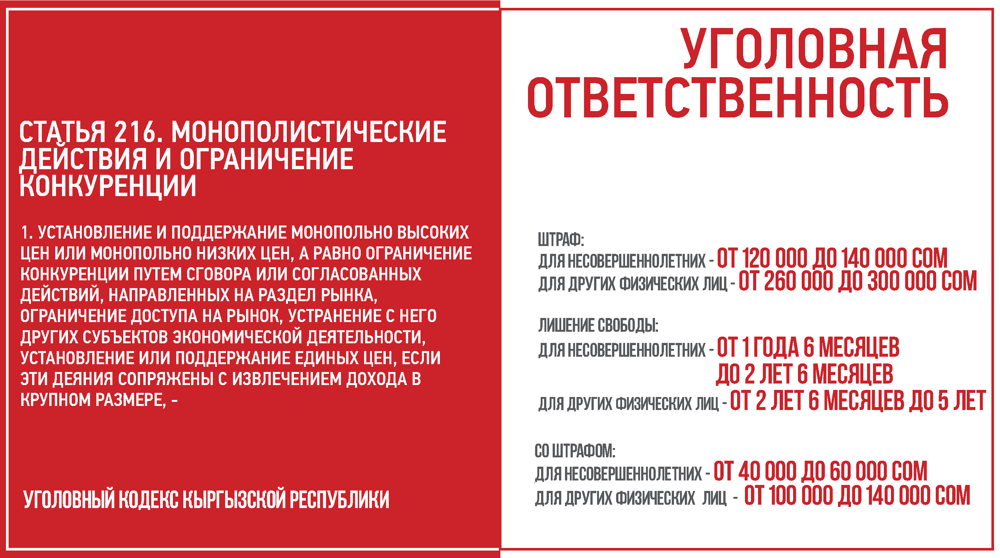 СТАТЬЯ 216. МОНОПОЛИСТИЧЕСКИЕ
ДЕЙСТВИЯ И ОГРАНИЧЕНИЕ
КОНКУРЕНЦИИ
1. УСТАНОВЛЕНИЕ И ПОДДЕРЖАНИЕ МОНОПОЛЬНО ВЫСОКИХ
ЦЕН ИЛИ МОНОПОЛЬНО НИЗКИХ ЦЕН, А РАВНО ОГРАНИЧЕНИЕ
КОНКУРЕНЦИИ ПУТЕМ СГОВОРА ИЛИ СОГЛАСОВАННЫХ
ДЕЙСТВИЙ, НАПРАВЛЕННЫХ НА РАЗДЕЛ РЫНКА,
ОГРАНИЧЕНИЕ ДОСТУПА НА РЫНОК, УСТРАНЕНИЕ С НЕГО
ДРУГИХ СУБЪЕКТОВ ЭКОНОМИЧЕСКОЙ ДЕЯТЕЛЬНОСТИ,
УСТАНОВЛЕНИЕ ИЛИ ПОДДЕРЖАНИЕ ЕДИНЫХ ЦЕН, ЕСЛИ
ЭТИ ДЕЯНИЯ СОПРЯЖЕНЫ С ИЗВЛЕЧЕНИЕМ ДОХОДА В
КРУПНОМ РАЗМЕРЕ, -
УГОЛОВНЫЙ КОДЕКС КЫРГЫЗСКОЙ РЕСПУБЛИКИ
УГОЛОВНАЯ
ОТВЕТСТВЕННОСТЬ
ШТРАФ:
ДЛЯ НЕСОВЕРШЕННОЛЕТНИХ - ОТ 120 000 ДО 140 000 СОМ
ДЛЯ ДРУГИХ ФИЗИЧЕСКИХ ЛИЦ - ОТ 260 000 ДО 300 000 СОМ
ЛИШЕНИЕ СВОБОДЫ:
ДЛЯ НЕСОВЕРШЕННОЛЕТНИХ - ОТ 1 ГОДА 6 МЕСЯЦЕВ
ДО 2 ЛЕТ 6 МЕСЯЦЕВ
ДЛЯ ДРУГИХ ФИЗИЧЕСКИХ ЛИЦ - ОТ 2 ЛЕТ 6 МЕСЯЦЕВ ДО 5 ЛЕТ
СО ШТРАФОМ:
ДЛЯ НЕСОВЕРШЕННОЛЕТНИХ - ОТ 40 000 ДО 60 000 СОМ
ДЛЯ ДРУГИХ ФИЗИЧЕСКИХ ЛИЦ - ОТ 100 000 ДО 140 000 СОМ